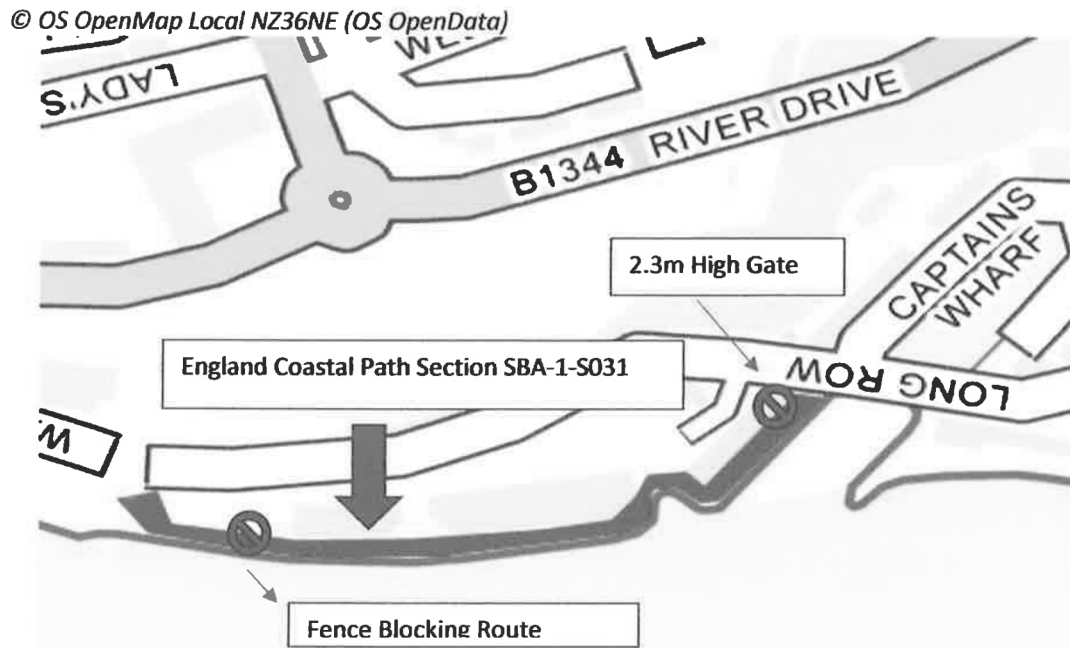 © OS OpenMap Local NZ36NE (OS OpenData)
LADY'S
B1344 RIVER DRIVE
CAPTAINS
WHARF
2.3m High Gate
England Coastal Path Section SBA-1-S031
LONG ROW
Fence Blocking Route